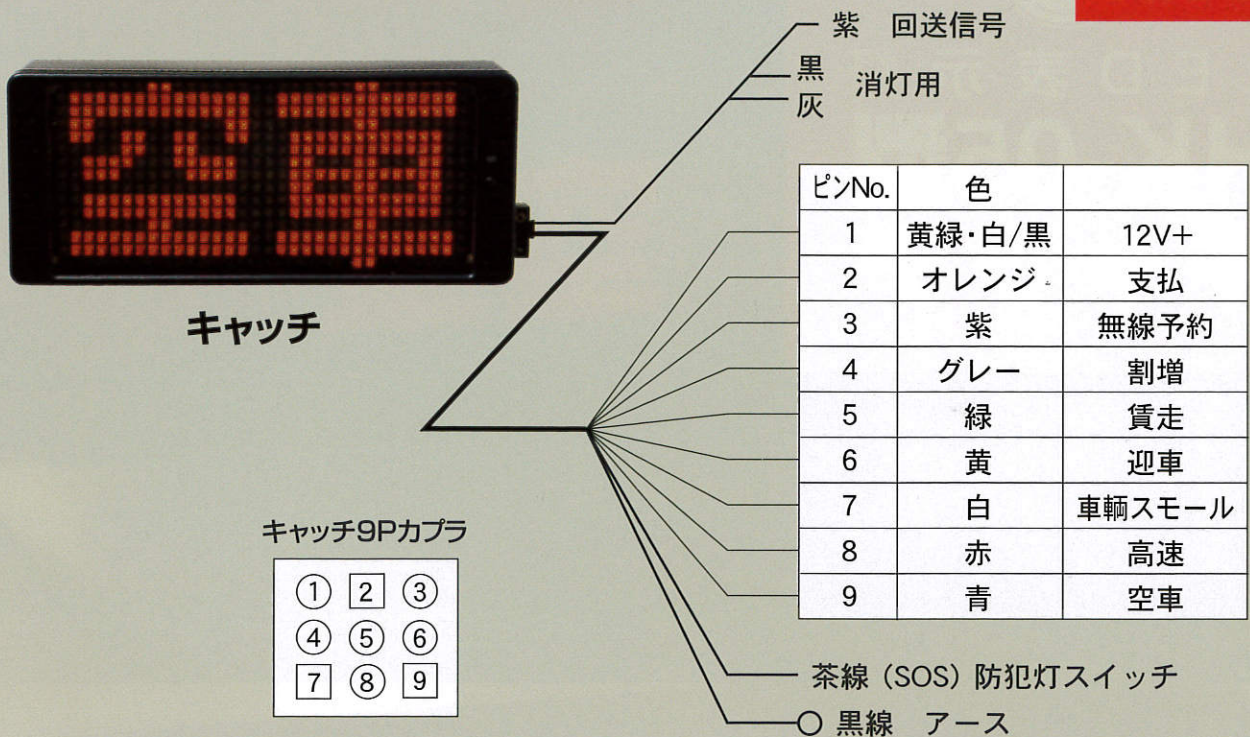 紫 回送信号
黒
灰
消灯用
空車
キャッチ
ピンNo. 色
1 黄緑・白/黒 12V+
2 オレンジ 支払
3 紫 無線予約
4 グレー 割増
5 緑 賃走
6 黄 迎車
7 白 車輌スモール
8 赤 高速
9 青 空車
キャッチ9Pカプラ
1 2 3
4 5 6
7 8 9
茶線(SOS)防犯灯スイッチ
黒線 アース